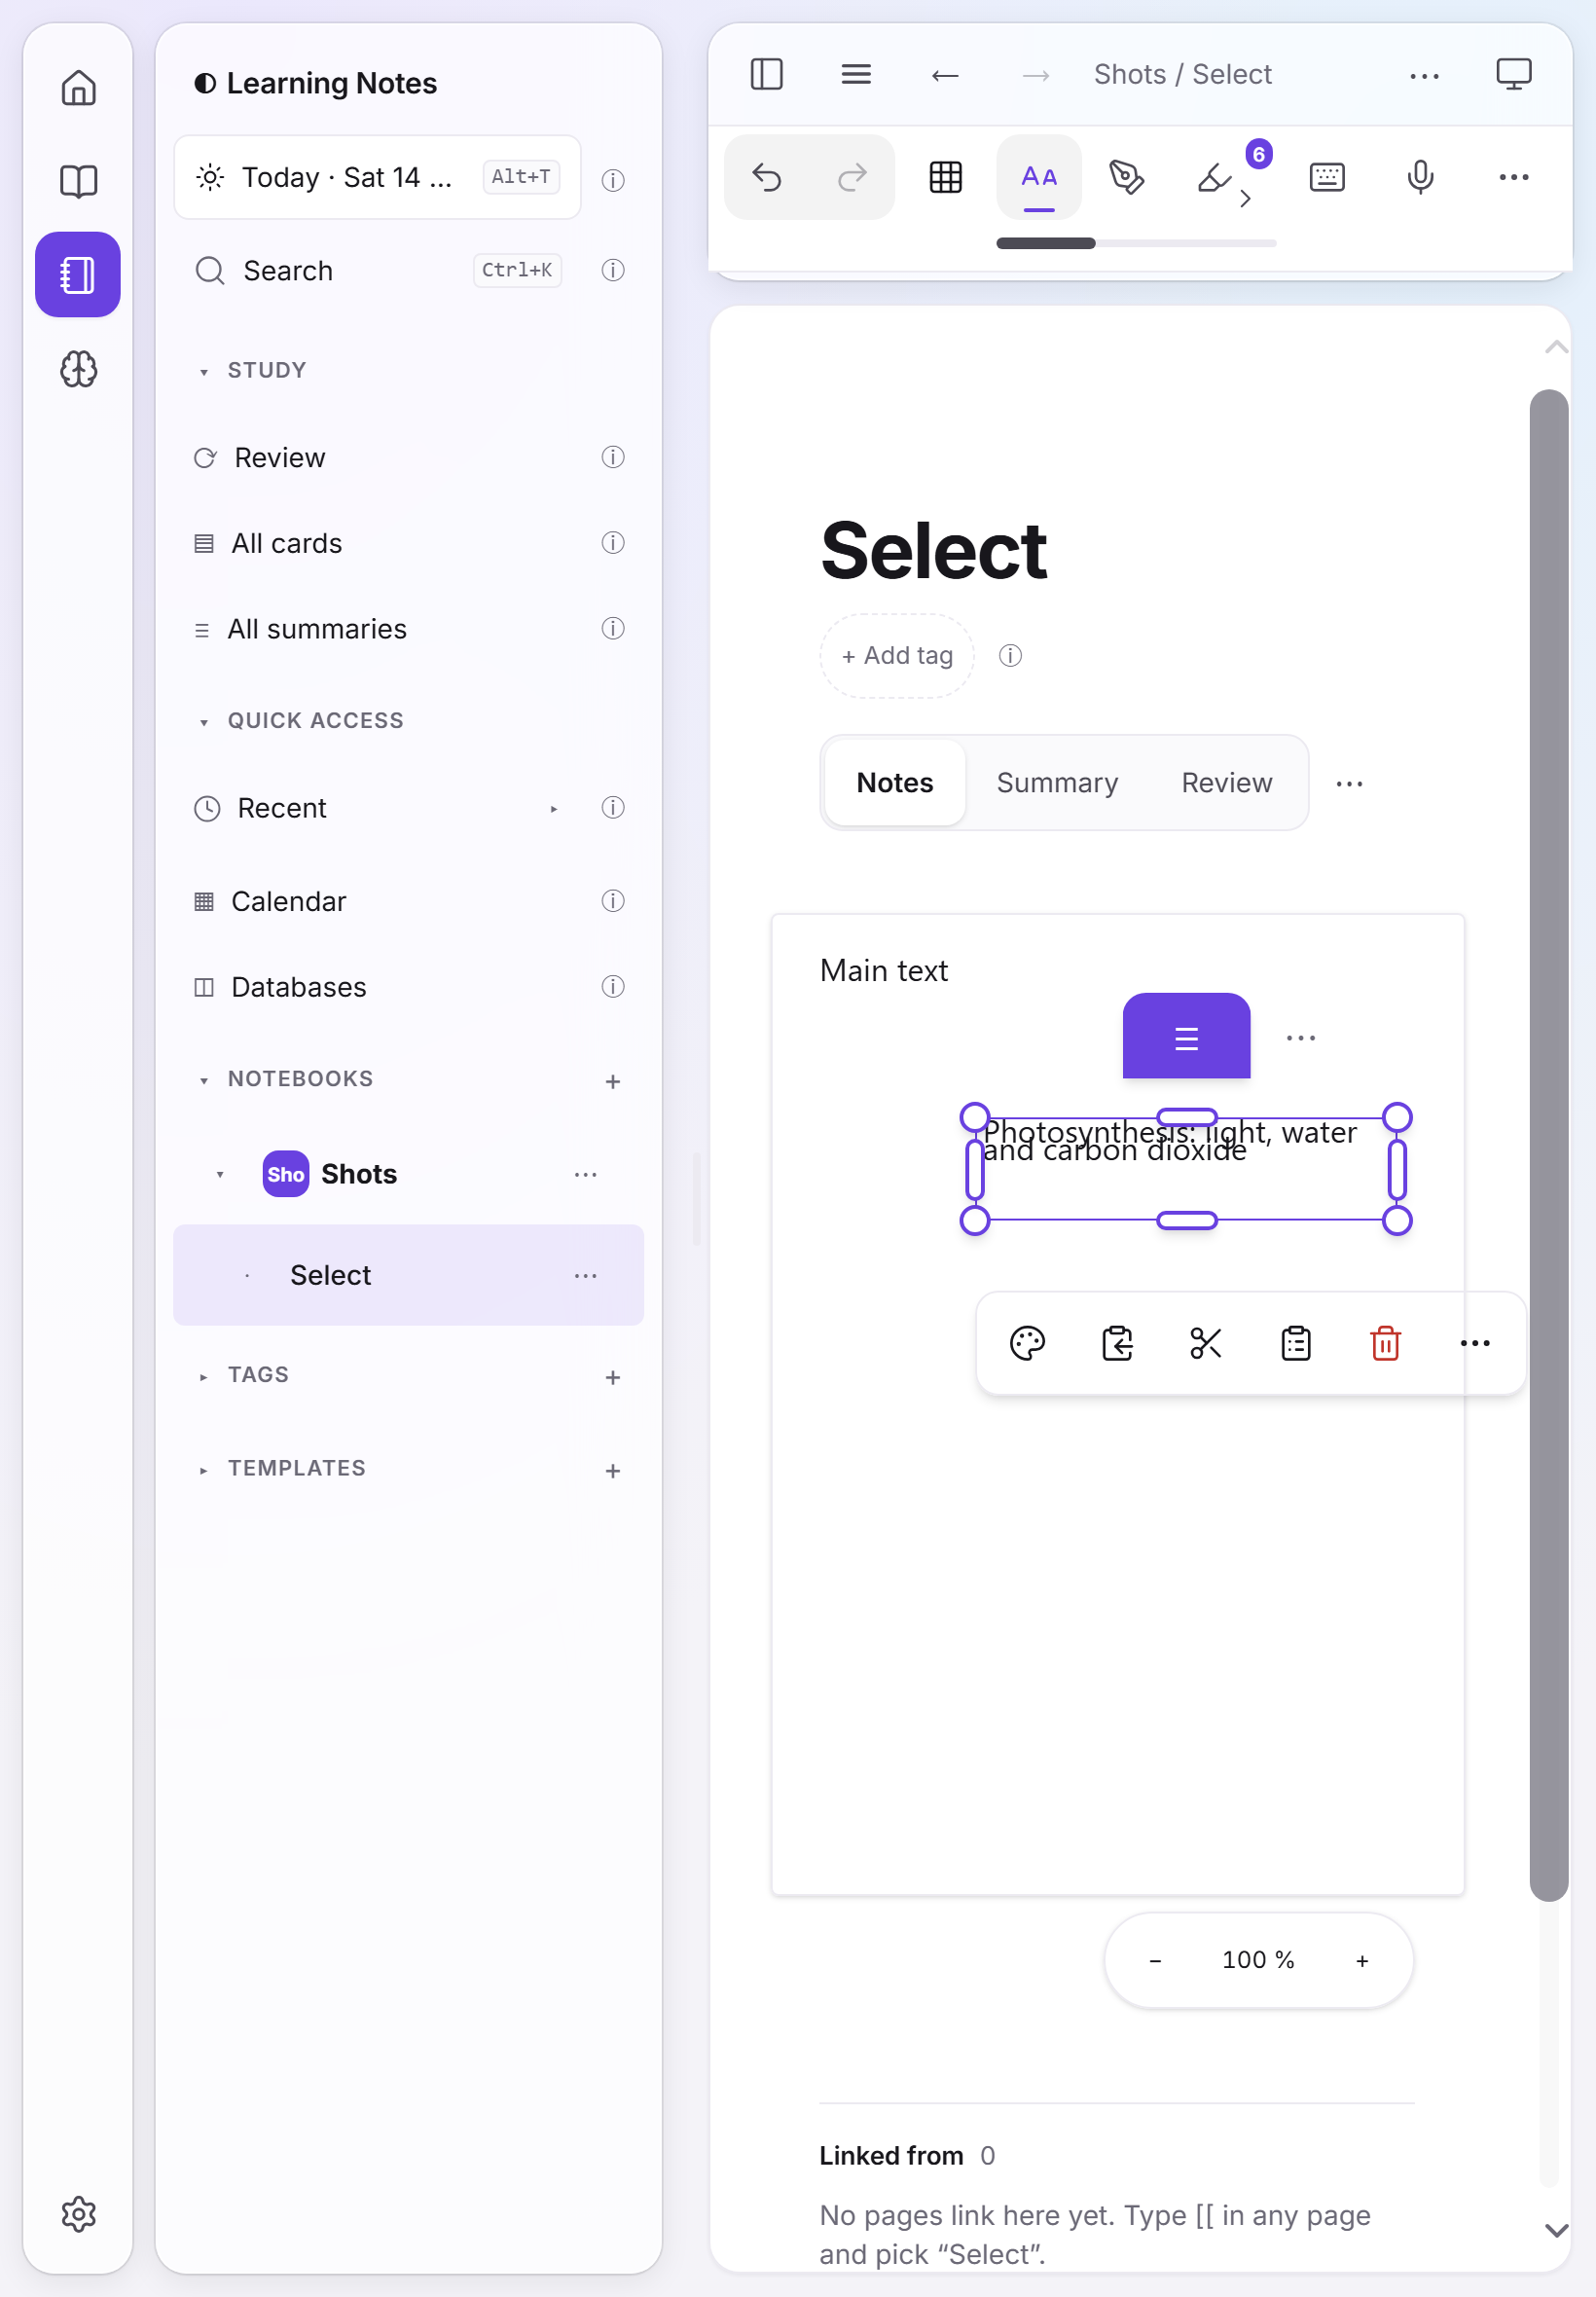 Learning Notes
Today · Sat 14 ... Alt+T
Search Ctrl+K
STUDY
Review
All cards
All summaries
QUICK ACCESS
Recent
Calendar
Databases
NOTEBOOKS +
Sho Shots
Select
TAGS +
TEMPLATES +
Shots / Select
AA
6
Select
+ Add tag
Notes Summary Review
Main text
Photosynthesis: light, water
and carbon dioxide
− 100 % +
Linked from 0
No pages link here yet. Type [[ in any page
and pick “Select”.